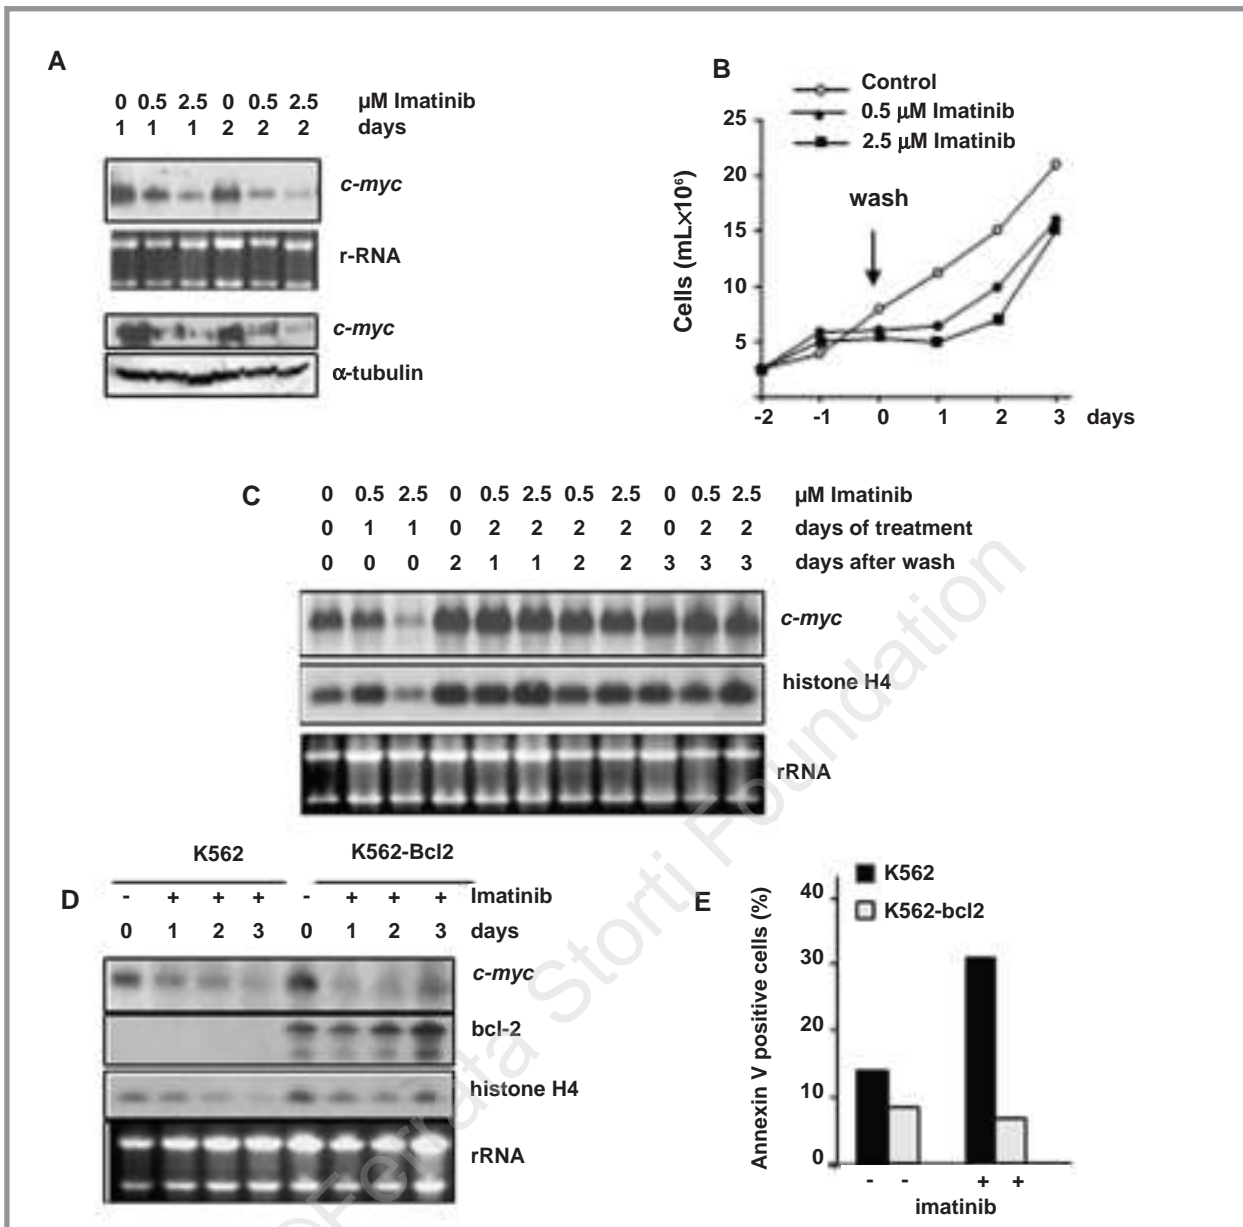 A
0 0.5 2.5 0 0.5 2.5 µM Imatinib
1 1 1 2 2 2 days
c-myc
r-RNA
c-myc
α-tubulin
B
Control
0.5 µM Imatinib
2.5 µM Imatinib
wash
Cells (mL×10⁶)
25
20
15
10
5
-2 -1 0 1 2 3 days
C
0 0.5 2.5 0 0.5 2.5 0.5 2.5 0 0.5 2.5 µM Imatinib
0 1 1 0 2 2 2 2 0 2 2 days of treatment
0 0 0 2 1 1 2 2 3 3 3 days after wash
c-myc
histone H4
rRNA
K562 K562-Bcl2
D
- + + + - + + + Imatinib
0 1 2 3 0 1 2 3 days
c-myc
bcl-2
histone H4
rRNA
E
K562
K562-bcl2
Annexin V positive cells (%)
40
30
20
10
0
- - + +
imatinib
©Ferrata Storti Foundation